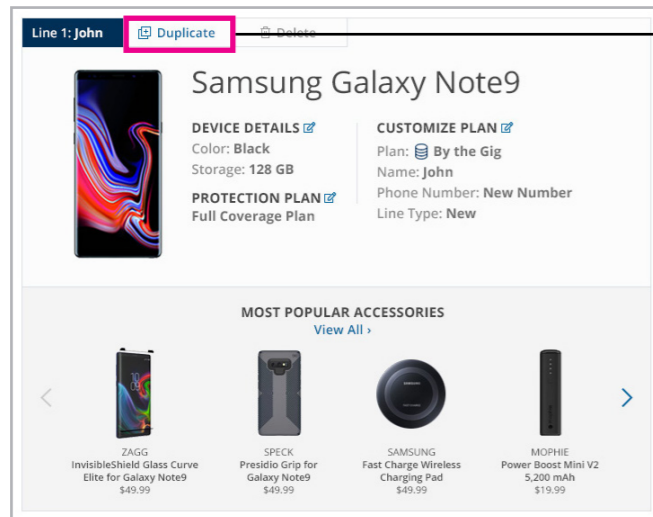 Line 1: John
Duplicate
Delete
Samsung Galaxy Note9
DEVICE DETAILS
Color: Black
Storage: 128 GB
PROTECTION PLAN
Full Coverage Plan
CUSTOMIZE PLAN
Plan: By the Gig
Name: John
Phone Number: New Number
Line Type: New
MOST POPULAR ACCESSORIES
View All ›
ZAGG
InvisibleShield Glass Curve
Elite for Galaxy Note9
$49.99
SPECK
Presidio Grip for
Galaxy Note9
$49.99
SAMSUNG
Fast Charge Wireless
Charging Pad
$49.99
MOPHIE
Power Boost Mini V2
5,200 mAh
$19.99